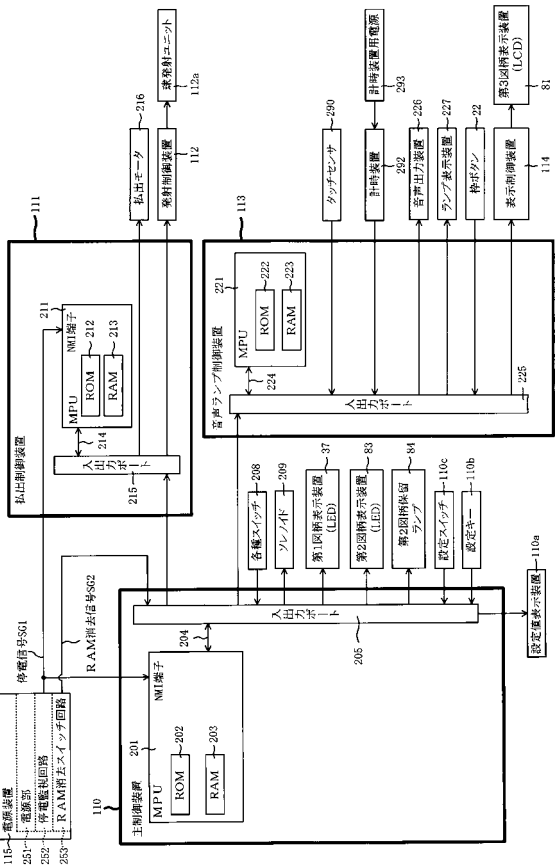 115
電源装置
251
電源部
252
停電監視回路
253
RAM消去スイッチ回路
停電信号SG1
RAM消去信号SG2
110
主制御装置
201
MPU
NMI端子
ROM
202
RAM
203
204
入出力ポート
205
設定値表示装置
110a
各種スイッチ
208
ソレノイド
209
第1図柄表示装置
(LED)
37
第2図柄表示装置
(LED)
83
第2図柄保留
ランプ
84
設定スイッチ
110c
設定キー
110b
111
払出制御装置
211
MPU
NMI端子
ROM
212
RAM
213
214
入出力ポート
215
払出モータ
216
発射制御装置
112
球発射ユニット
112a
113
音声ランプ制御装置
221
MPU
ROM
222
RAM
223
224
入出力ポート
225
タッチセンサ
290
計時装置
292
計時装置用電源
293
音声出力装置
226
ランプ表示装置
227
枠ボタン
22
表示制御装置
114
第3図柄表示装置
(LCD)
81